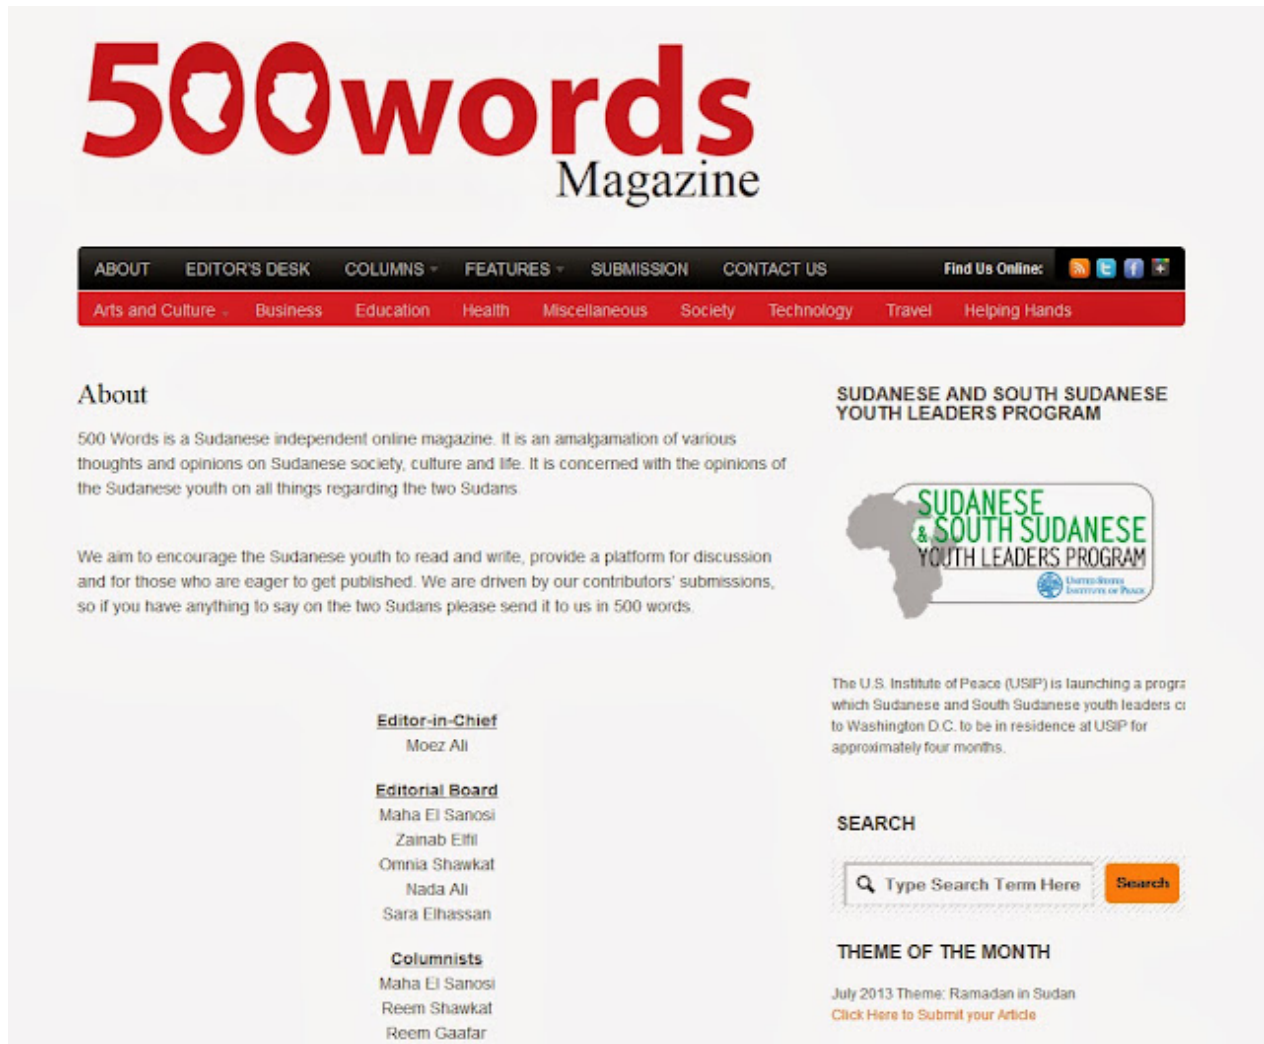 500words
Magazine
ABOUT EDITOR'S DESK COLUMNS FEATURES SUBMISSION CONTACT US Find Us Online:
Arts and Culture Business Education Health Miscellaneous Society Technology Travel Helping Hands
About
500 Words is a Sudanese independent online magazine. It is an amalgamation of various
thoughts and opinions on Sudanese society, culture and life. It is concerned with the opinions of
the Sudanese youth on all things regarding the two Sudans
We aim to encourage the Sudanese youth to read and write, provide a platform for discussion
and for those who are eager to get published. We are driven by our contributors' submissions,
so if you have anything to say on the two Sudans please send it to us in 500 words.
Editor-in-Chief
Moez Ali
Editorial Board
Maha El Sanosi
Zainab Elfil
Omnia Shawkat
Nada Ali
Sara Elhassan
Columnists
Maha El Sanosi
Reem Shawkat
Reem Gaafar
SUDANESE AND SOUTH SUDANESE
YOUTH LEADERS PROGRAM
SUDANESE
& SOUTH SUDANESE
YOUTH LEADERS PROGRAM
UNITED STATES
INSTITUTE OF PEACE
The U.S. Institute of Peace (USIP) is launching a progra
which Sudanese and South Sudanese youth leaders
to Washington D.C. to be in residence at USIP for
approximately four months.
SEARCH
Type Search Term Here Search
THEME OF THE MONTH
July 2013 Theme: Ramadan in Sudan
Click Here to Submit your Article